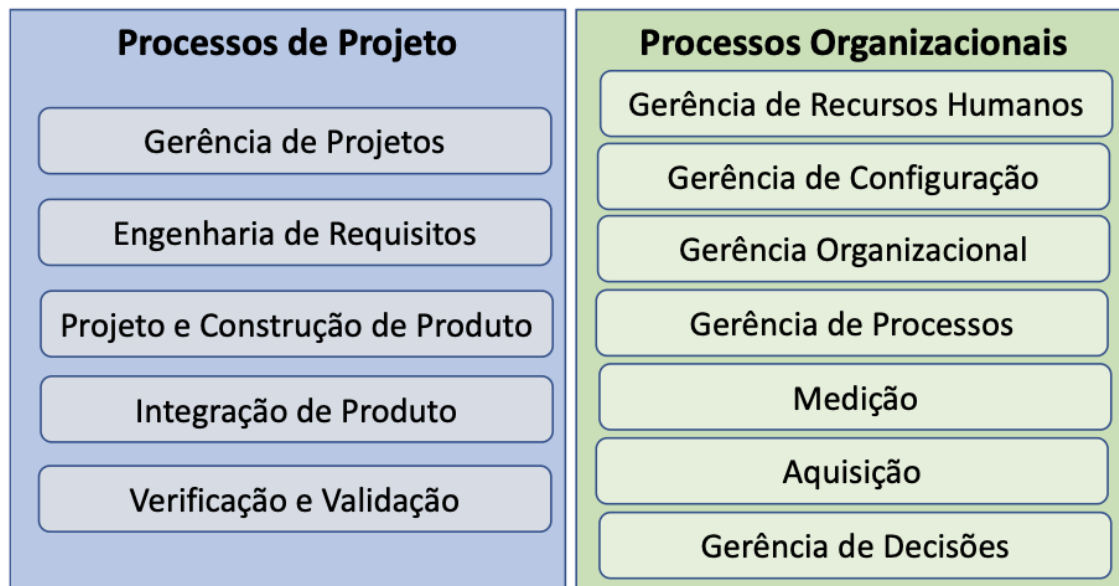 Processos de Projeto
Gerência de Projetos
Engenharia de Requisitos
Projeto e Construção de Produto
Integração de Produto
Verificação e Validação
Processos Organizacionais
Gerência de Recursos Humanos
Gerência de Configuração
Gerência Organizacional
Gerência de Processos
Medição
Aquisição
Gerência de Decisões